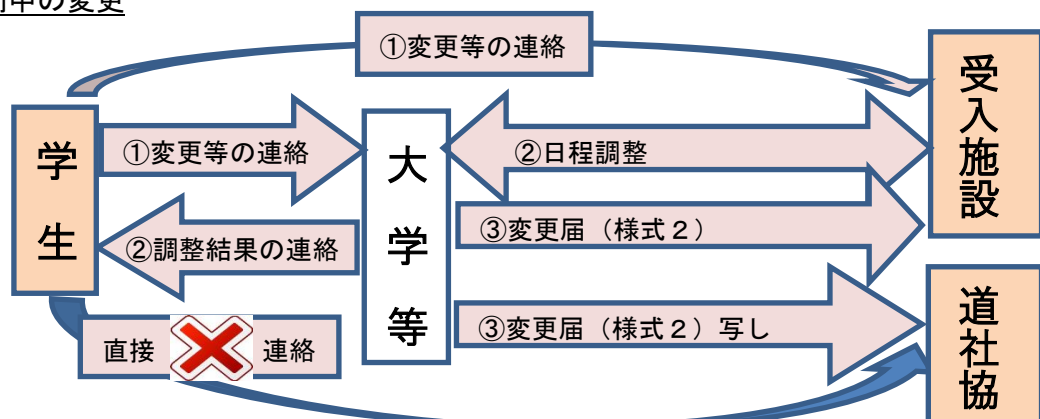 中の変更
①変更等の連絡
受入施設
学生
①変更等の連絡
大学等
②日程調整
②調整結果の連絡
③変更届（様式２）
③変更届（様式２）写し
道社協
直接 連絡